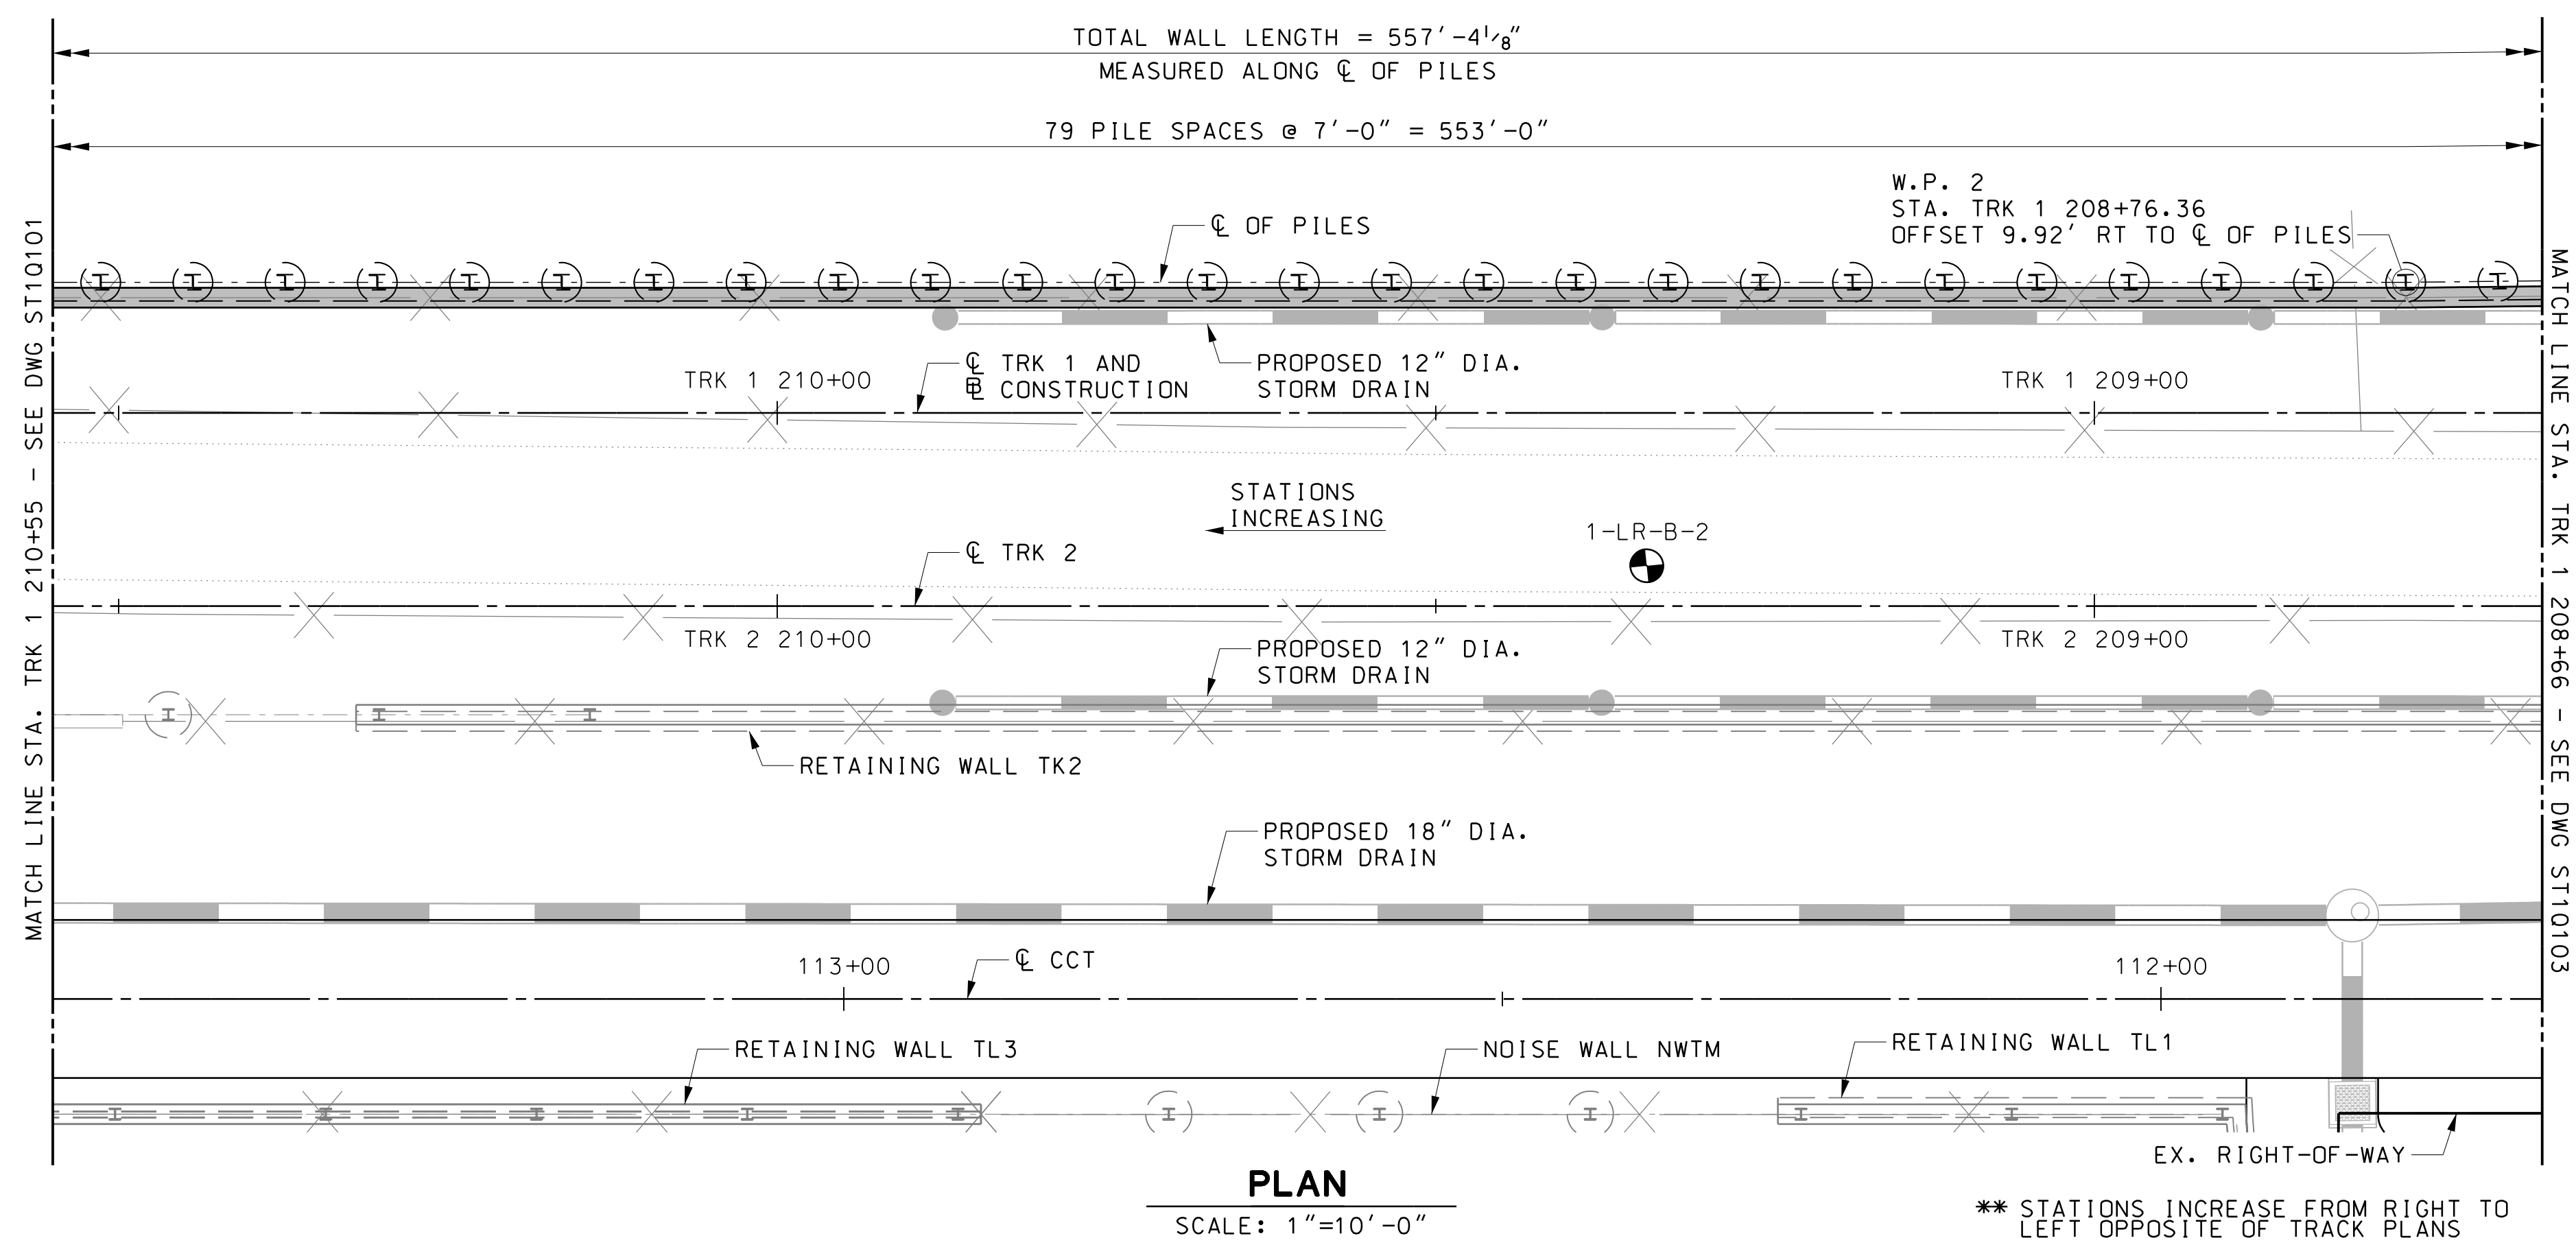 TOTAL WALL LENGTH = 557'-4 1/8"
MEASURED ALONG ℄ OF PILES
79 PILE SPACES @ 7'-0" = 553'-0"
W.P. 2
STA. TRK 1 208+76.36
OFFSET 9.92' RT TO ℄ OF PILES
℄ OF PILES
MATCH LINE STA. TRK 1 210+55 - SEE DWG ST1Q101
MATCH LINE STA. TRK 1 208+66 - SEE DWG ST1Q103
TRK 1 210+00
℄ TRK 1 AND
B̲L CONSTRUCTION
PROPOSED 12" DIA.
STORM DRAIN
TRK 1 209+00
STATIONS
INCREASING
1-LR-B-2
℄ TRK 2
TRK 2 210+00
PROPOSED 12" DIA.
STORM DRAIN
TRK 2 209+00
RETAINING WALL TK2
PROPOSED 18" DIA.
STORM DRAIN
113+00
℄ CCT
112+00
RETAINING WALL TL3
NOISE WALL NWTM
RETAINING WALL TL1
EX. RIGHT-OF-WAY
PLAN
SCALE: 1"=10'-0"
** STATIONS INCREASE FROM RIGHT TO
LEFT OPPOSITE OF TRACK PLANS